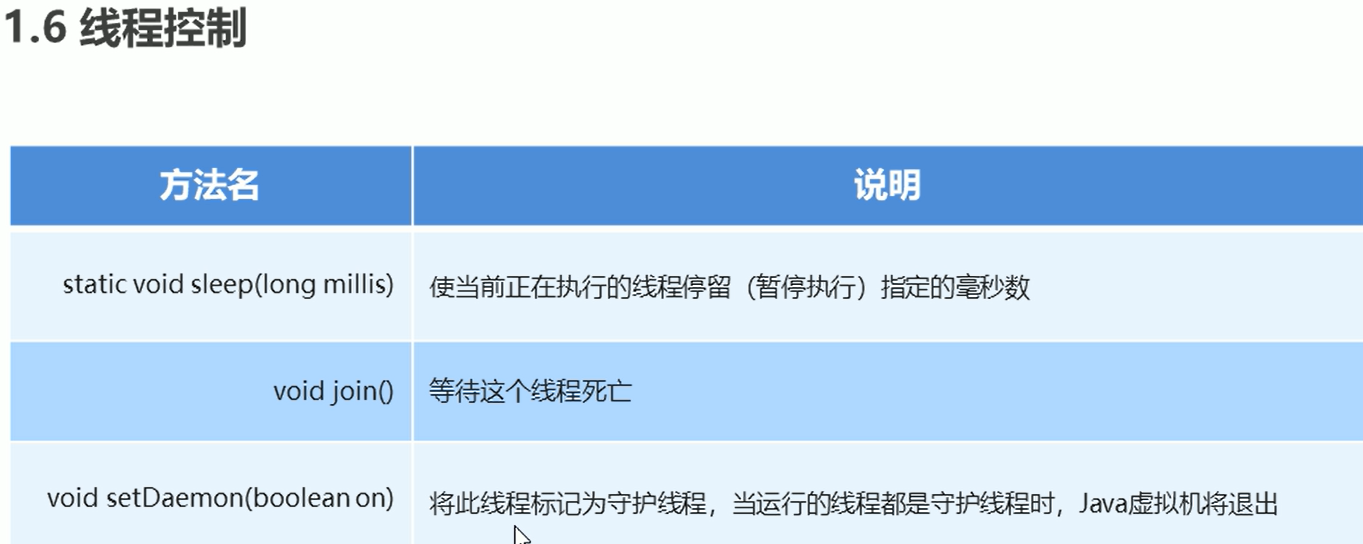 1.6 线程控制
方法名 说明
static void sleep(long millis) 使当前正在执行的线程停留（暂停执行）指定的毫秒数
void join() 等待这个线程死亡
void setDaemon(boolean on) 将此线程标记为守护线程，当运行的线程都是守护线程时，Java虚拟机将退出